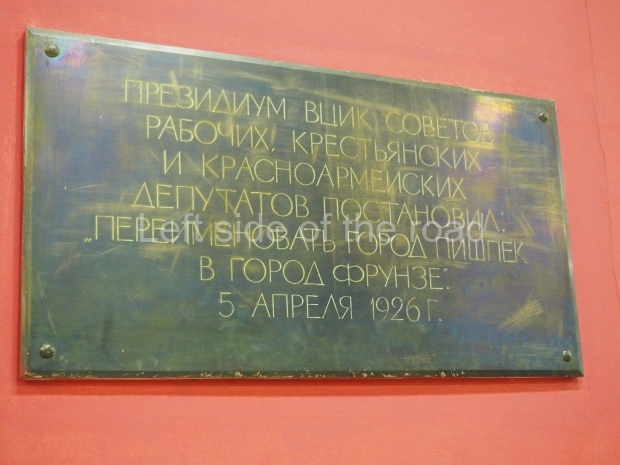 ПРЕЗИДИУМ ВЦИК СОВЕТОВ
РАБОЧИХ, КРЕСТЬЯНСКИХ
И КРАСНОАРМЕЙСКИХ
ДЕПУТАТОВ ПОСТАНОВИЛ:
„ПЕРЕИМЕНОВАТЬ ГОРОД ПИШПЕК
В ГОРОД ФРУНЗЕ".
5 АПРЕЛЯ 1926 Г.
Left side of the road